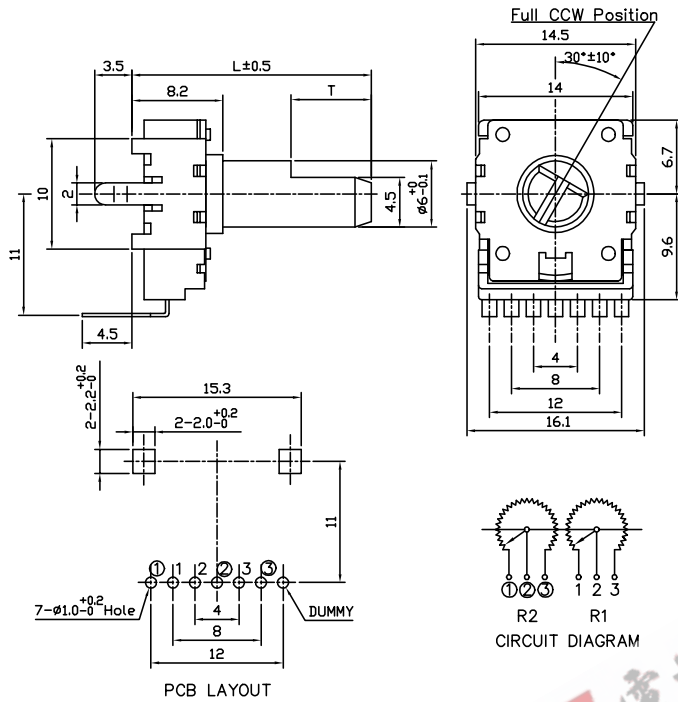 Full CCW Position
14.5
30°±10°
14
6.7
9.6
4
8
12
16.1
3.5
L±0.5
8.2
T
10
2
11
4.5
4.5
ø6+0-0.1
15.3
2-2.2-0+0.2
2-2.0-0+0.2
11
① 1 2 ② 3 ③
7-ø1.0-0+0.2 Hole
DUMMY
4
8
12
PCB LAYOUT
① ② ③ 1 2 3
R2 R1
CIRCUIT DIAGRAM